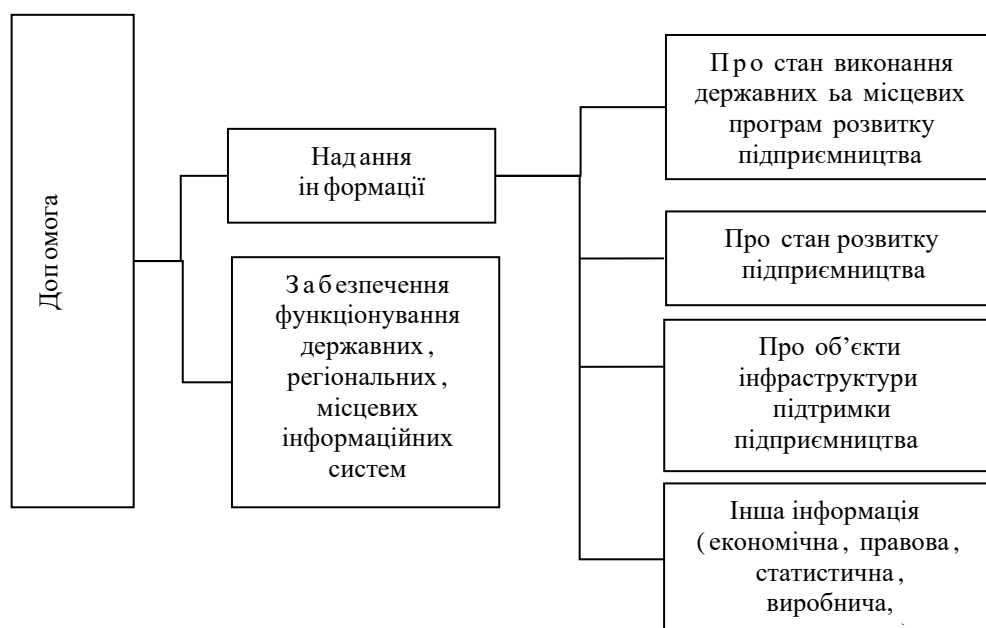 Допомога
Надання
інформації
Забезпечення
функціонування
державних,
регіональних,
місцевих
інформаційних
систем
Про стан виконання
державних ьа місцевих
програм розвитку
підприємництва
Про стан розвитку
підприємництва
Про об’єкти
інфраструктури
підтримки
підприємництва
Інша інформація
(економічна, правова,
статистична,
виробнича,